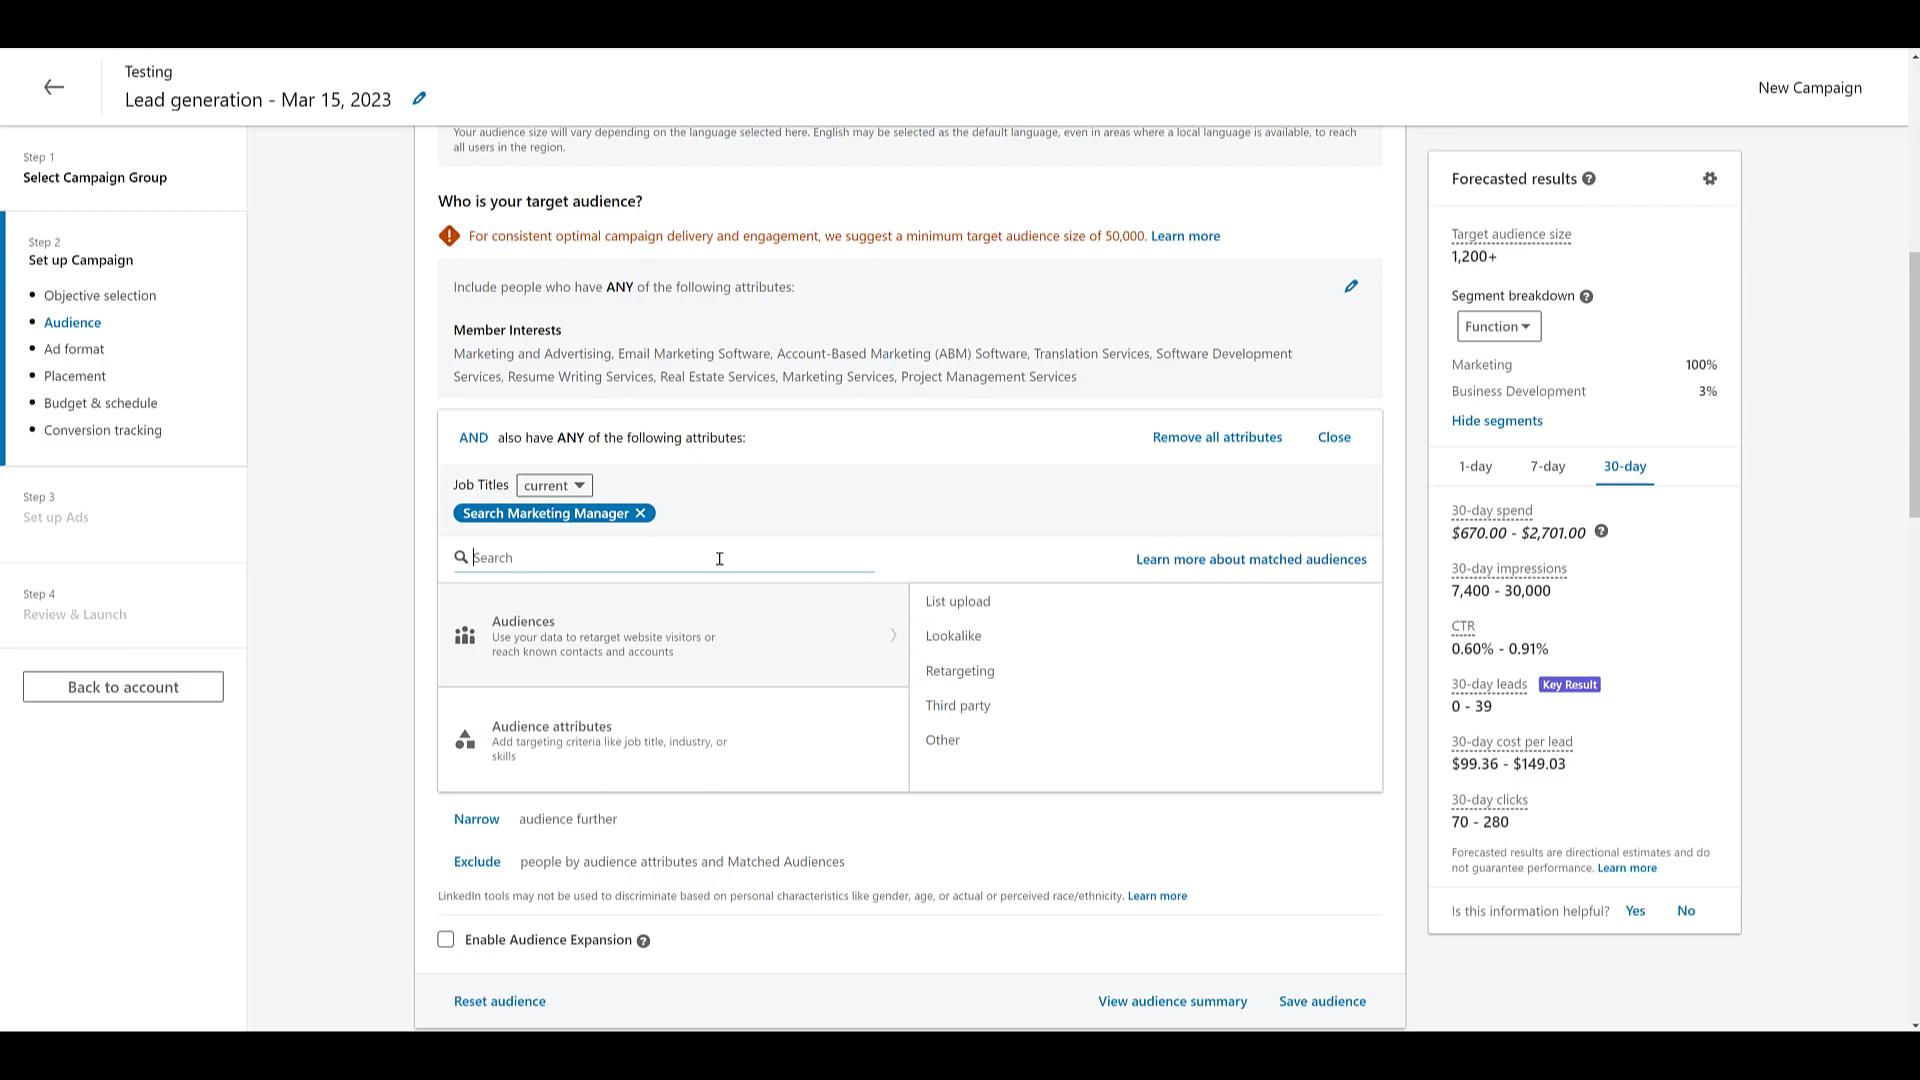 Testing
Lead generation - Mar 15, 2023
New Campaign
Step 1
Select Campaign Group
Step 2
Set up Campaign
Objective selection
Audience
Ad format
Placement
Budget & schedule
Conversion tracking
Step 3
Set up Ads
Step 4
Review & Launch
Back to account
Your audience size will vary depending on the language selected here. English may be selected as the default language, even in areas where a local language is available, to reach
all users in the region.
Who is your target audience?
For consistent optimal campaign delivery and engagement, we suggest a minimum target audience size of 50,000. Learn more
Include people who have ANY of the following attributes:
Member Interests
Marketing and Advertising, Email Marketing Software, Account-Based Marketing (ABM) Software, Translation Services, Software Development
Services, Resume Writing Services, Real Estate Services, Marketing Services, Project Management Services
AND also have ANY of the following attributes:
Remove all attributes
Close
Job Titles current
Search Marketing Manager
Search
Learn more about matched audiences
Audiences
Use your data to retarget website visitors or
reach known contacts and accounts
Audience attributes
Add targeting criteria like job title, industry, or
skills
List upload
Lookalike
Retargeting
Third party
Other
Narrow audience further
Exclude people by audience attributes and Matched Audiences
LinkedIn tools may not be used to discriminate based on personal characteristics like gender, age, or actual or perceived race/ethnicity. Learn more
Enable Audience Expansion
Reset audience
View audience summary
Save audience
Forecasted results
Target audience size
1,200+
Segment breakdown
Function
Marketing 100%
Business Development 3%
Hide segments
1-day 7-day 30-day
30-day spend
$670.00 - $2,701.00
30-day impressions
7,400 - 30,000
CTR
0.60% - 0.91%
30-day leads Key Result
0 - 39
30-day cost per lead
$99.36 - $149.03
30-day clicks
70 - 280
Forecasted results are directional estimates and do
not guarantee performance. Learn more
Is this information helpful? Yes No